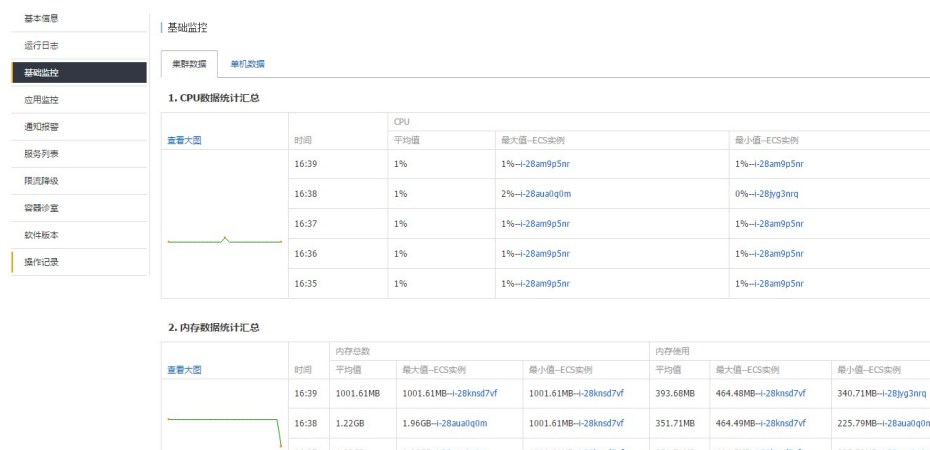 基本信息
运行日志
基础监控
应用监控
通知报警
服务列表
限流降级
容器诊室
软件版本
操作记录
基础监控
集群数据 单机数据
1. CPU数据统计汇总
查看大图 时间 CPU
平均值 最大值--ECS实例 最小值--ECS实例
16:39 1% 1%--i-28am9p5nr 1%--i-28am9p5nr
16:38 1% 2%--i-28aua0q0m 0%--i-28jyg3nrq
16:37 1% 1%--i-28am9p5nr 1%--i-28am9p5nr
16:36 1% 1%--i-28am9p5nr 1%--i-28am9p5nr
16:35 1% 1%--i-28am9p5nr 1%--i-28am9p5nr
2. 内存数据统计汇总
查看大图 时间 内存总数 内存使用
平均值 最大值--ECS实例 最小值--ECS实例 平均值 最大值--ECS实例 最小值--ECS实例
16:39 1001.61MB 1001.61MB--i-28knsd7vf 1001.61MB--i-28knsd7vf 393.68MB 464.48MB--i-28knsd7vf 340.71MB--i-28jyg3nrq
16:38 1.22GB 1.96GB--i-28aua0q0m 1001.61MB--i-28knsd7vf 351.71MB 464.49MB--i-28knsd7vf 225.79MB--i-28aua0q0m